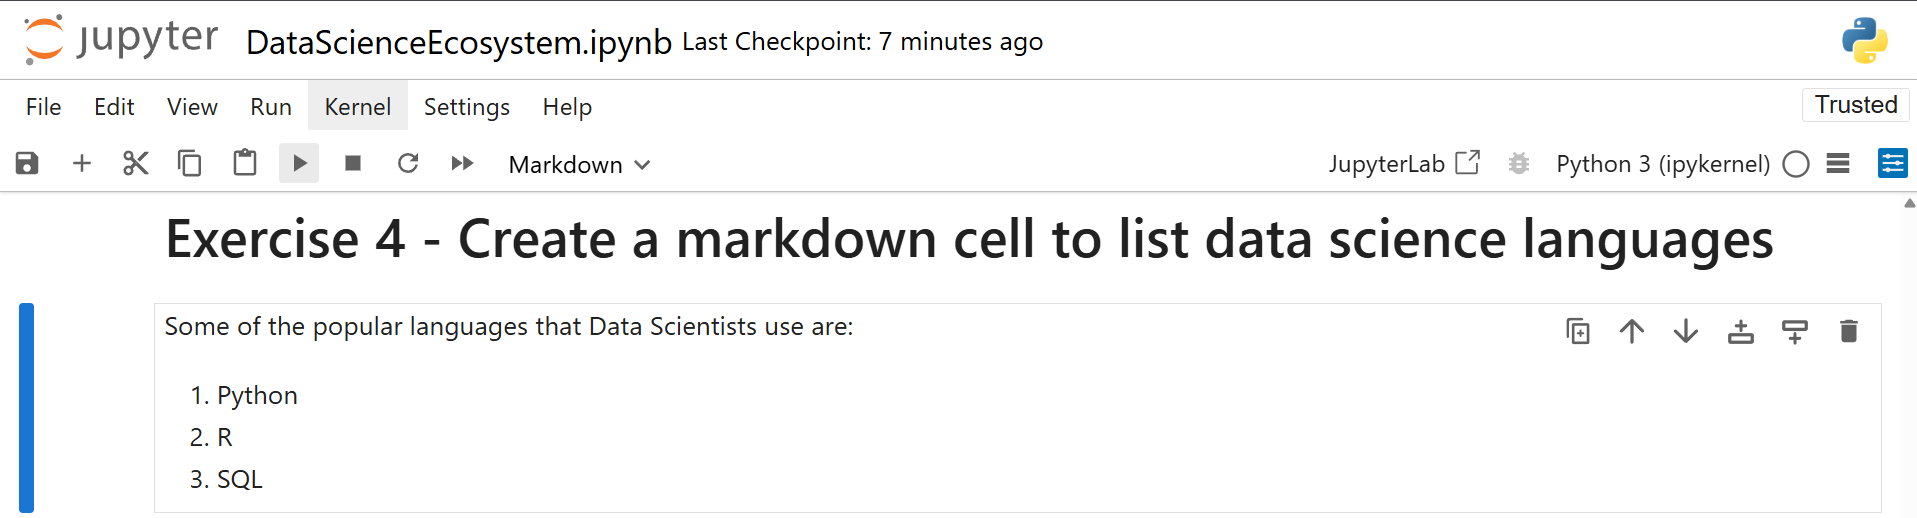 jupyter DataScienceEcosystem.ipynb Last Checkpoint: 7 minutes ago
File Edit View Run Kernel Settings Help Trusted
Markdown JupyterLab Python 3 (ipykernel)
Exercise 4 - Create a markdown cell to list data science languages
Some of the popular languages that Data Scientists use are:
1. Python
2. R
3. SQL